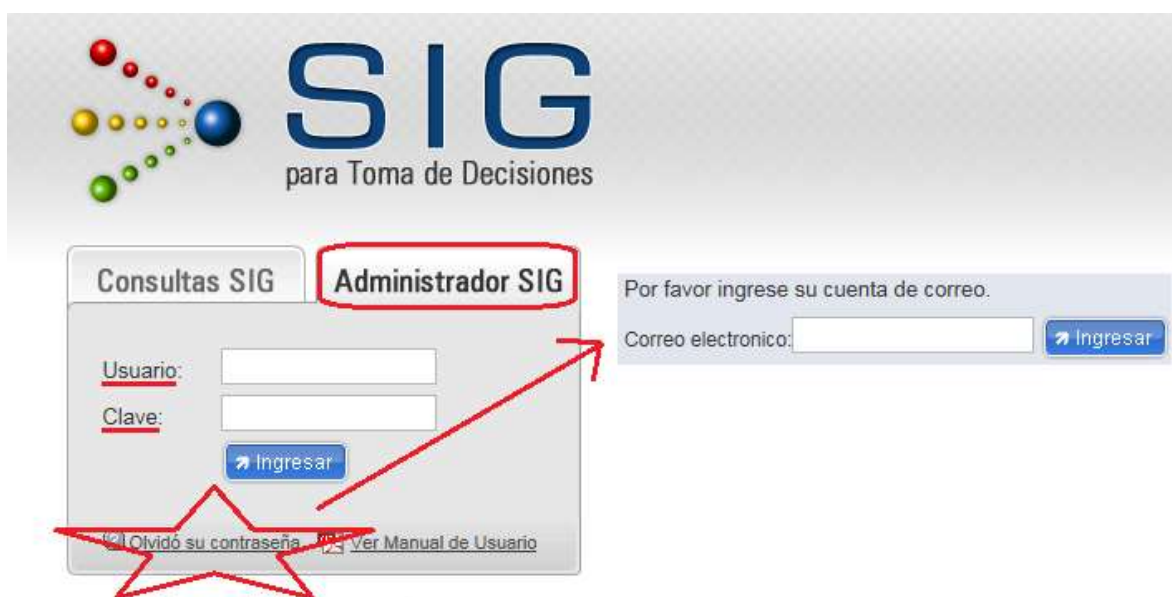 SIG
para Toma de Decisiones
Consultas SIG
Administrador SIG
Por favor ingrese su cuenta de correo.
Correo electronico:
Ingresar
Usuario:
Clave:
Ingresar
Olvidó su contraseña
Ver Manual de Usuario